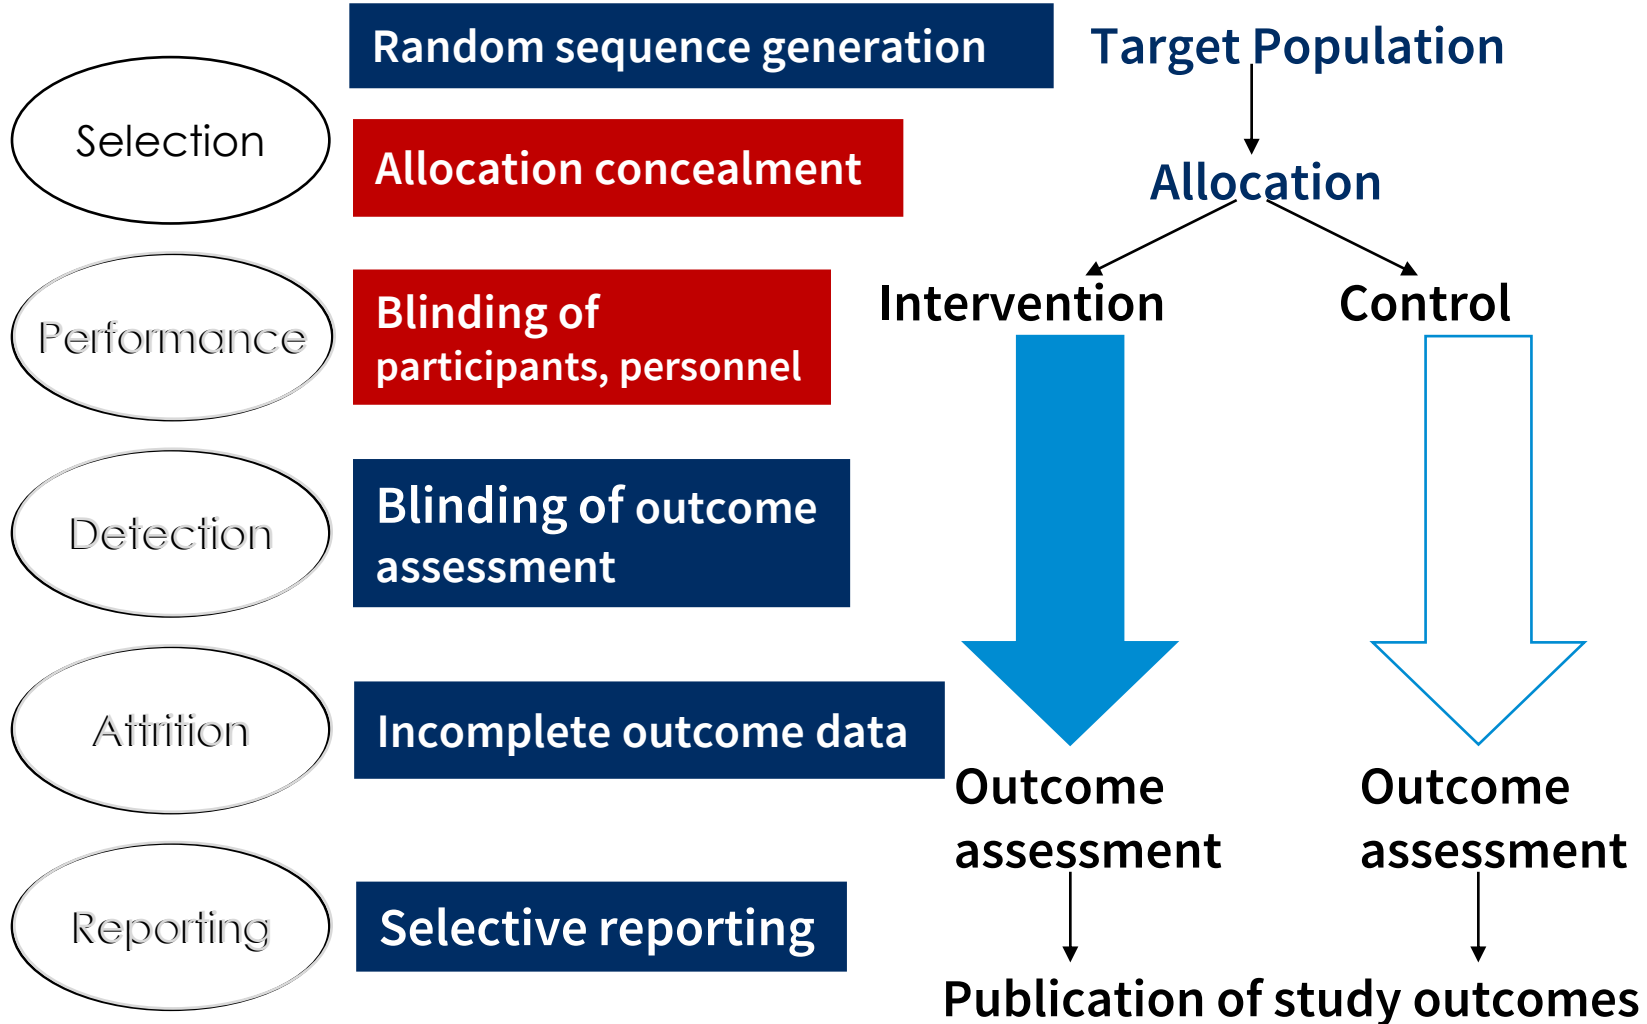 Random sequence generation
Target Population
Selection
Allocation concealment
Allocation
Performance
Blinding of
participants, personnel
Intervention
Control
Detection
Blinding of outcome
assessment
Attrition
Incomplete outcome data
Outcome
assessment
Outcome
assessment
Reporting
Selective reporting
Publication of study outcomes